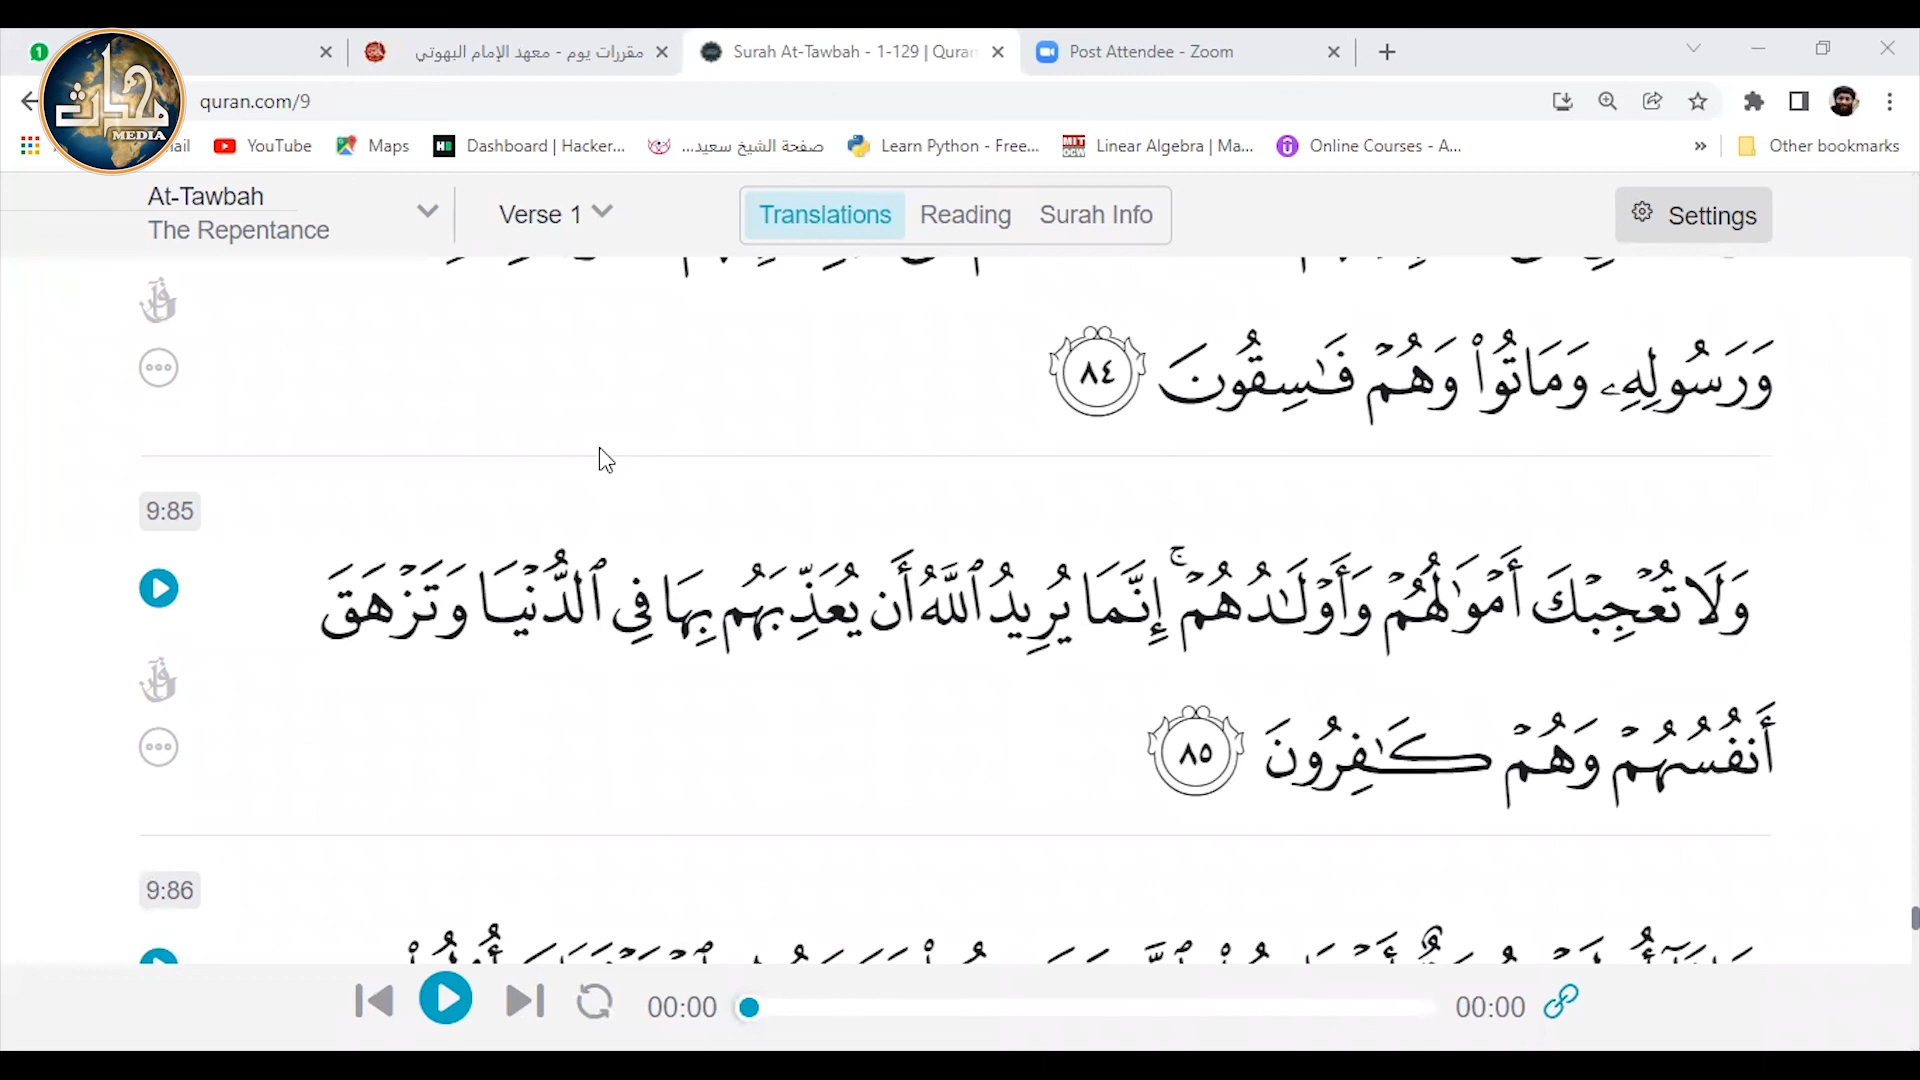 1
مقررات يوم - معهد الإمام البهوتي
Surah At-Tawbah - 1-129 | Quran
Post Attendee - Zoom
quran.com/9
YouTube
Maps
Dashboard | Hacker...
صفحة الشيخ سعيد...
Learn Python - Free...
Linear Algebra | Ma...
Online Courses - A...
»
Other bookmarks
MEDIA
At-Tawbah
The Repentance
Verse 1
Translations
Reading
Surah Info
Settings
وَرَسُولِهِۦ وَمَاتُوا۟ وَهُمْ فَـٰسِقُونَ ٨٤
9:85
وَلَا تُعْجِبْكَ أَمْوَٰلُهُمْ وَأَوْلَـٰدُهُمْ ۚ إِنَّمَا يُرِيدُ ٱللَّهُ أَن يُعَذِّبَهُم بِهَا فِى ٱلدُّنْيَا وَتَزْهَقَ
أَنفُسُهُمْ وَهُمْ كَـٰفِرُونَ ٨٥
9:86
00:00
00:00